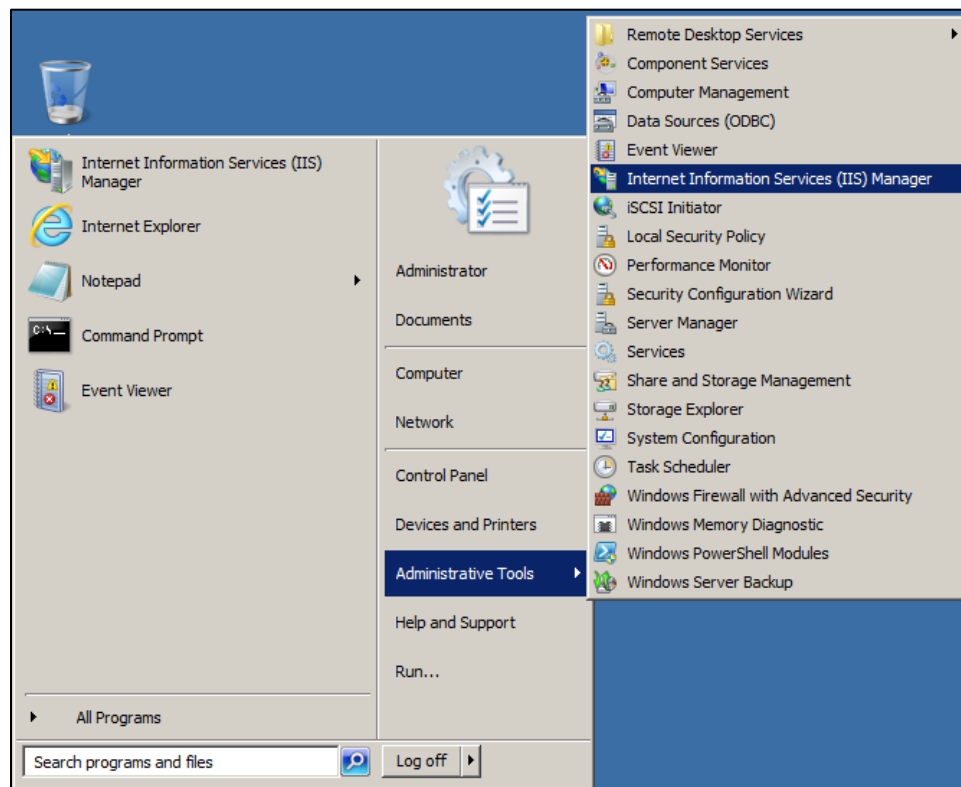 Internet Information Services (IIS)
Manager
Internet Explorer
Notepad
C:\
Command Prompt
Event Viewer
All Programs
Search programs and files
Administrator
Documents
Computer
Network
Control Panel
Devices and Printers
Administrative Tools
Help and Support
Run...
Log off
Remote Desktop Services
Component Services
Computer Management
Data Sources (ODBC)
Event Viewer
Internet Information Services (IIS) Manager
iSCSI Initiator
Local Security Policy
Performance Monitor
Security Configuration Wizard
Server Manager
Services
Share and Storage Management
Storage Explorer
System Configuration
Task Scheduler
Windows Firewall with Advanced Security
Windows Memory Diagnostic
Windows PowerShell Modules
Windows Server Backup